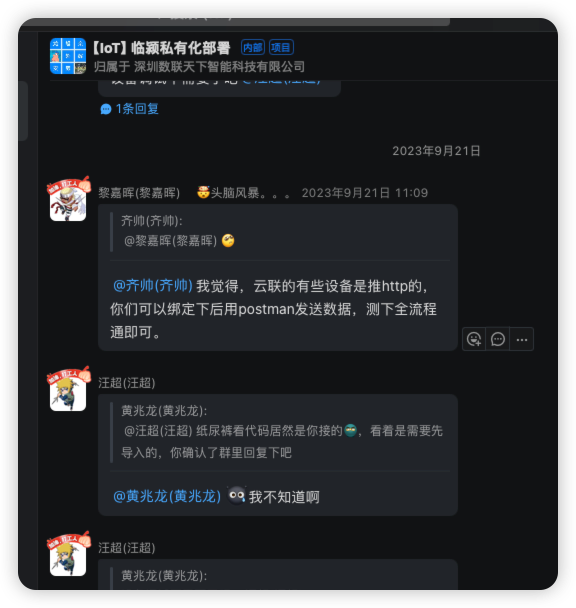 【IoT】临颍私有化部署 内部 项目
归属于 深圳数联天下智能科技有限公司
1条回复
2023年9月21日
黎嘉晖(黎嘉晖) 🤯头脑风暴。。。 2023年9月21日 11:09
齐帅(齐帅):
@黎嘉晖(黎嘉晖)
@齐帅(齐帅) 我觉得，云联的有些设备是推http的，
你们可以绑定下后用postman发送数据，测下全流程
通即可。
汪超(汪超)
黄兆龙(黄兆龙):
@汪超(汪超) 纸尿裤看代码居然是你接的，看着是需要先
导入的，你确认了群里回复下吧
@黄兆龙(黄兆龙) 我不知道啊
汪超(汪超)
黄兆龙(黄兆龙):